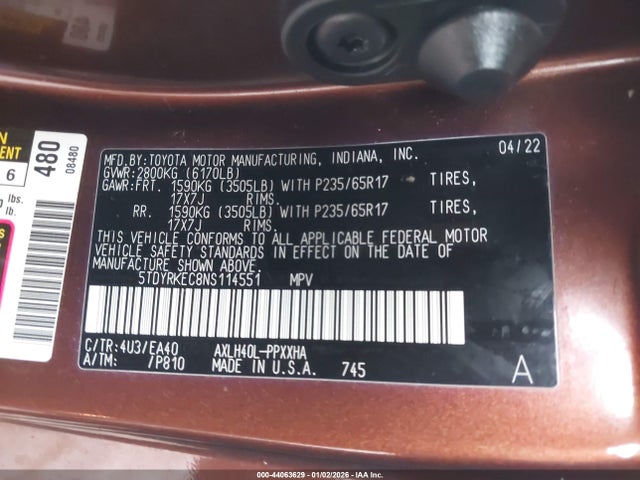 MFD.BY:TOYOTA MOTOR MANUFACTURING, INDIANA, INC. 04/22
GVWR:2800KG (6170LB)
GAWR:FRT. 1590KG (3505LB) WITH P235/65R17 TIRES,
17X7J RIMS.
RR. 1590KG (3505LB) WITH P235/65R17 TIRES,
17X7J RIMS.
THIS VEHICLE CONFORMS TO ALL APPLICABLE FEDERAL MOTOR
VEHICLE SAFETY STANDARDS IN EFFECT ON THE DATE OF
MANUFACTURE SHOWN ABOVE.
5TDYRKEC8NS114551 MPV
C/TR:4U3/EA40 AXLH40L-PPXXHA
A/TM: /P810 MADE IN U.S.A. 745
A
480
08480
6
lb.
000-44063629 - 01/02/2026 - IAA Inc.